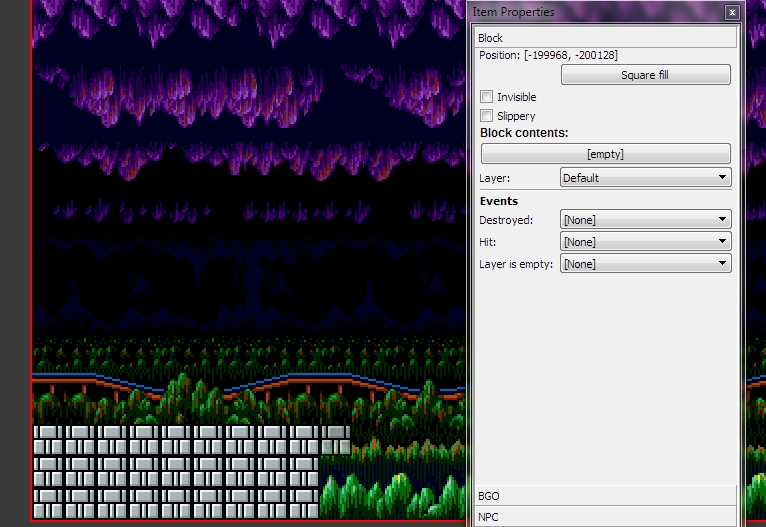 Item Properties
Block
Position: [-199968, -200128]
Square fill
Invisible
Slippery
Block contents:
[empty]
Layer: Default
Events
Destroyed: [None]
Hit: [None]
Layer is empty: [None]
BGO
NPC